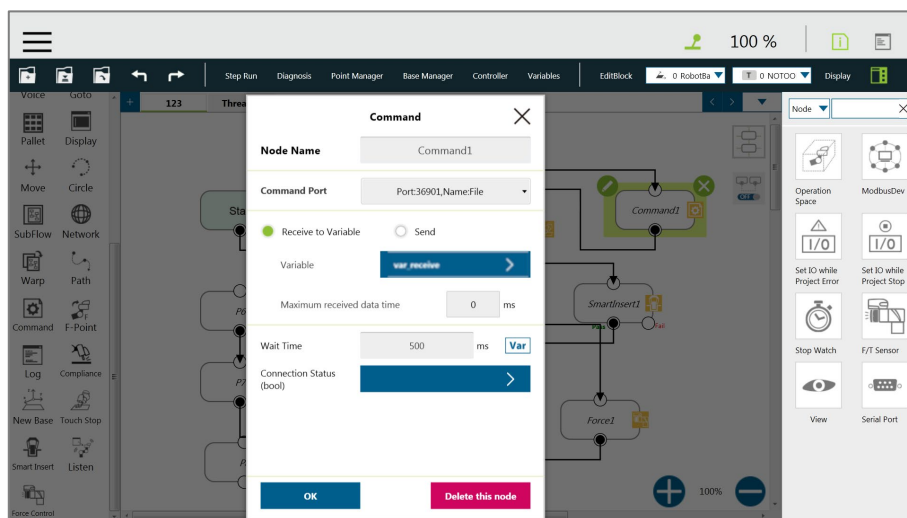 100 %
Step Run Diagnosis Point Manager Base Manager Controller Variables EditBlock 0 RobotBa T 0 NOTOO Display
Voice Goto
Pallet Display
Move Circle
SubFlow Network
Warp Path
Command F-Point
Log Compliance
New Base Touch Stop
Smart Insert Listen
Force Control
123 Threa
Sta
P7
Command
Node Name Command1
Command Port Port:36901,Name:File
Receive to Variable Send
Variable var_receive
Maximum received data time 0 ms
Wait Time 500 ms Var
Connection Status
(bool)
OK Delete this node
Command1
SmartInsert1
Pass Fail
Force1
OFF
100%
Node
Operation
Space
ModbusDev
I/O I/O
Set IO while
Project Error
Set IO while
Project Stop
Stop Watch F/T Sensor
View Serial Port